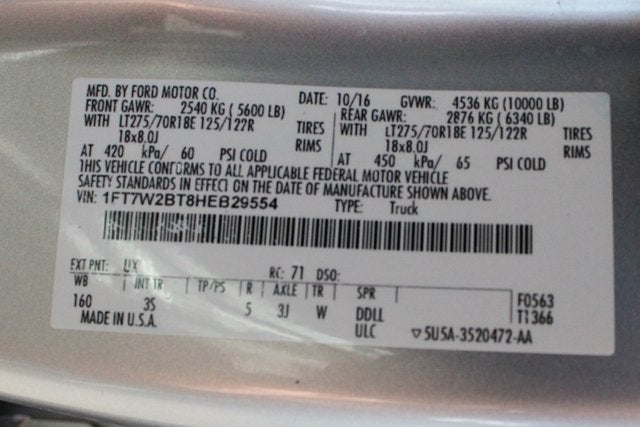 MFD. BY FORD MOTOR CO. DATE: 10/16 GVWR: 4536 KG (10000 LB)
FRONT GAWR: 2540 KG ( 5600 LB) REAR GAWR: 2876 KG ( 6340 LB)
WITH LT275/70R18E 125/122R TIRES WITH LT275/70R18E 125/122R TIRES
18x8.0J RIMS 18x8.0J RIMS
AT 420 kPa/ 60 PSI COLD AT 450 kPa/ 65 PSI COLD
THIS VEHICLE CONFORMS TO ALL APPLICABLE FEDERAL MOTOR VEHICLE
SAFETY STANDARDS IN EFFECT ON THE DATE OF MANUFACTURE SHOWN ABOVE.
VIN: 1FT7W2BT8HEB29554 TYPE: Truck
EXT PNT: UX RC: 71 DSO:
WB INT TR TP/PS R AXLE TR SPR F0563
160 3S 5 3J W DDLL T1366
MADE IN U.S.A. ULC ▽5U5A-3520472-AA